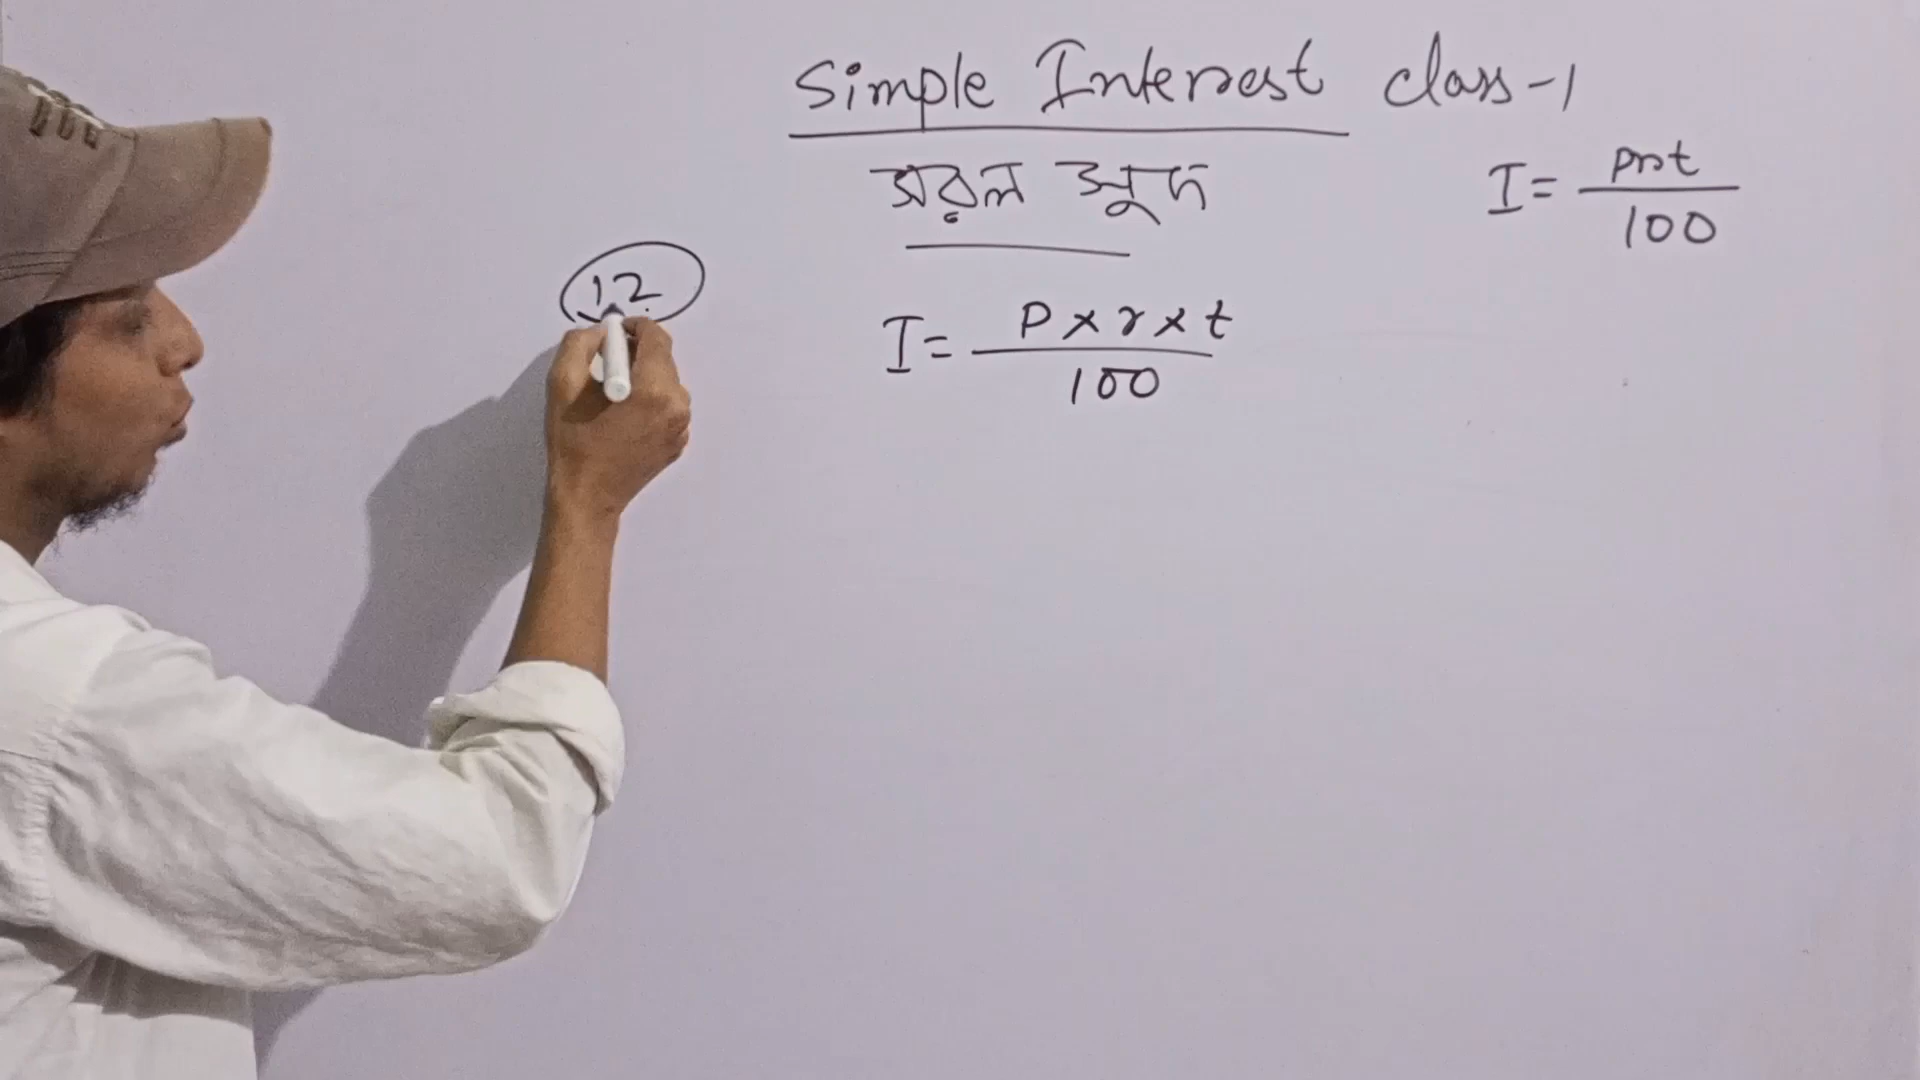 Simple Interest class-1
সরল সুদ
I = prt / 100
12
I = P × r × t / 100